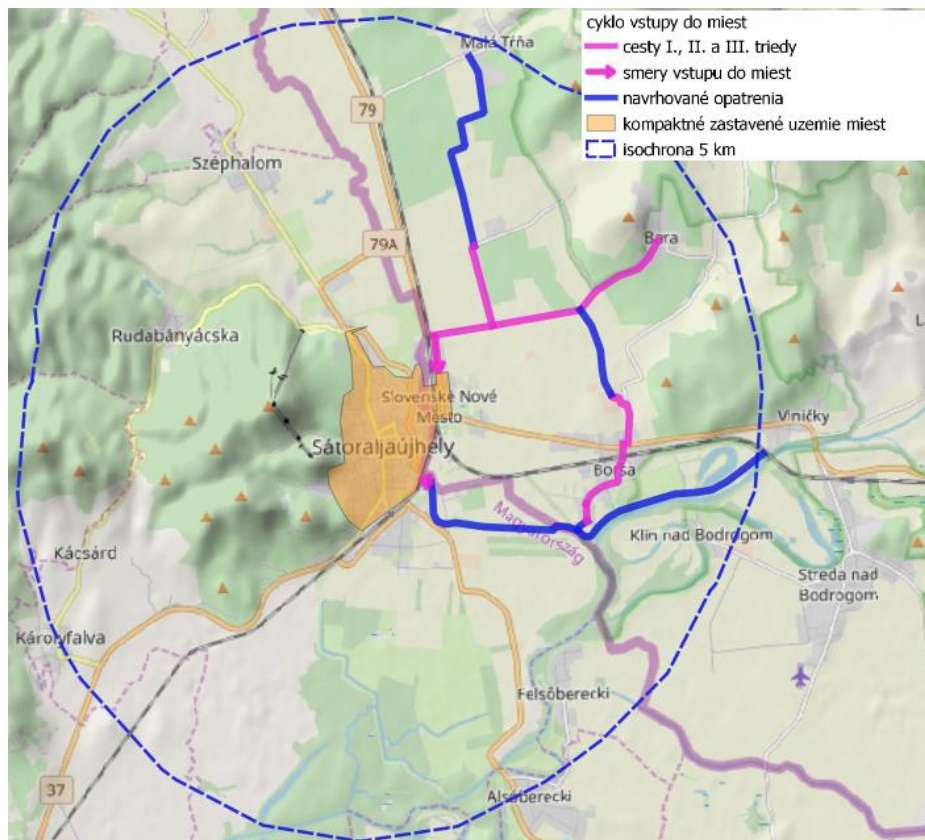 cyklo vstupy do miest
cesty I., II. a III. triedy
smery vstupu do miest
navrhované opatrenia
kompaktné zastavené uzemie miest
isochrona 5 km
Malá Tŕňa
79
Széphalom
79A
Bara
Rudabányácska
Slovenské Nové
Mesto
Sátoraljaújhely
Viničky
Borša
Magyarország
Klin nad Bodrogom
Kácsárd
Streda nad
Bodrogom
Károlyfalva
Felsőberecki
37
Alsóberecki